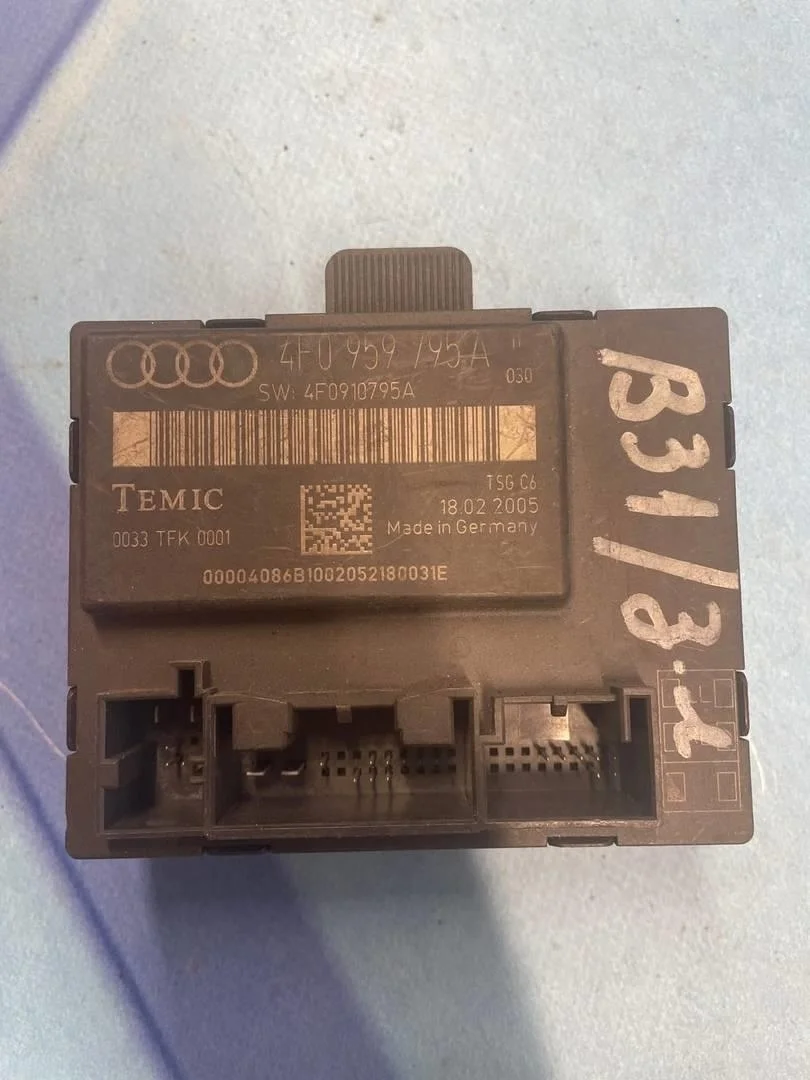 4F0 959 795 A "
SW: 4F0910795A 030
TEMIC
TSG C6
18.02 2005
0033 TFK 0001
Made in Germany
00004086B1002052180031E
B31/3